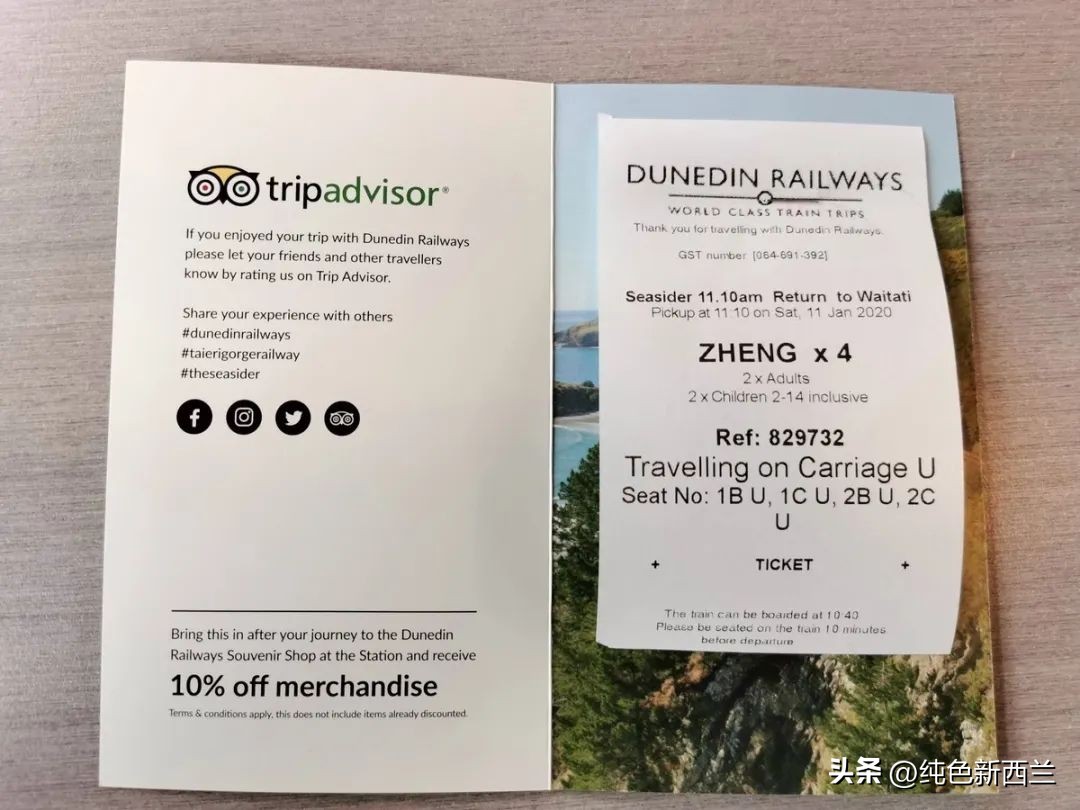 tripadvisor®
If you enjoyed your trip with Dunedin Railways
please let your friends and other travellers
know by rating us on Trip Advisor.
Share your experience with others
#dunedinrailways
#taierigorgerailway
#theseasider
Bring this in after your journey to the Dunedin
Railways Souvenir Shop at the Station and receive
10% off merchandise
Terms & conditions apply, this does not include items already discounted.
DUNEDIN RAILWAYS
WORLD CLASS TRAIN TRIPS
Thank you for travelling with Dunedin Railways.
GST number [064-691-392]
Seasider 11.10am Return to Waitati
Pickup at 11:10 on Sat, 11 Jan 2020
ZHENG x 4
2 x Adults
2 x Children 2-14 inclusive
Ref: 829732
Travelling on Carriage U
Seat No: 1B U, 1C U, 2B U, 2C
U
+ TICKET +
The train can be boarded at 10:40
Please be seated on the train 10 minutes
before departure
头条 @纯色新西兰